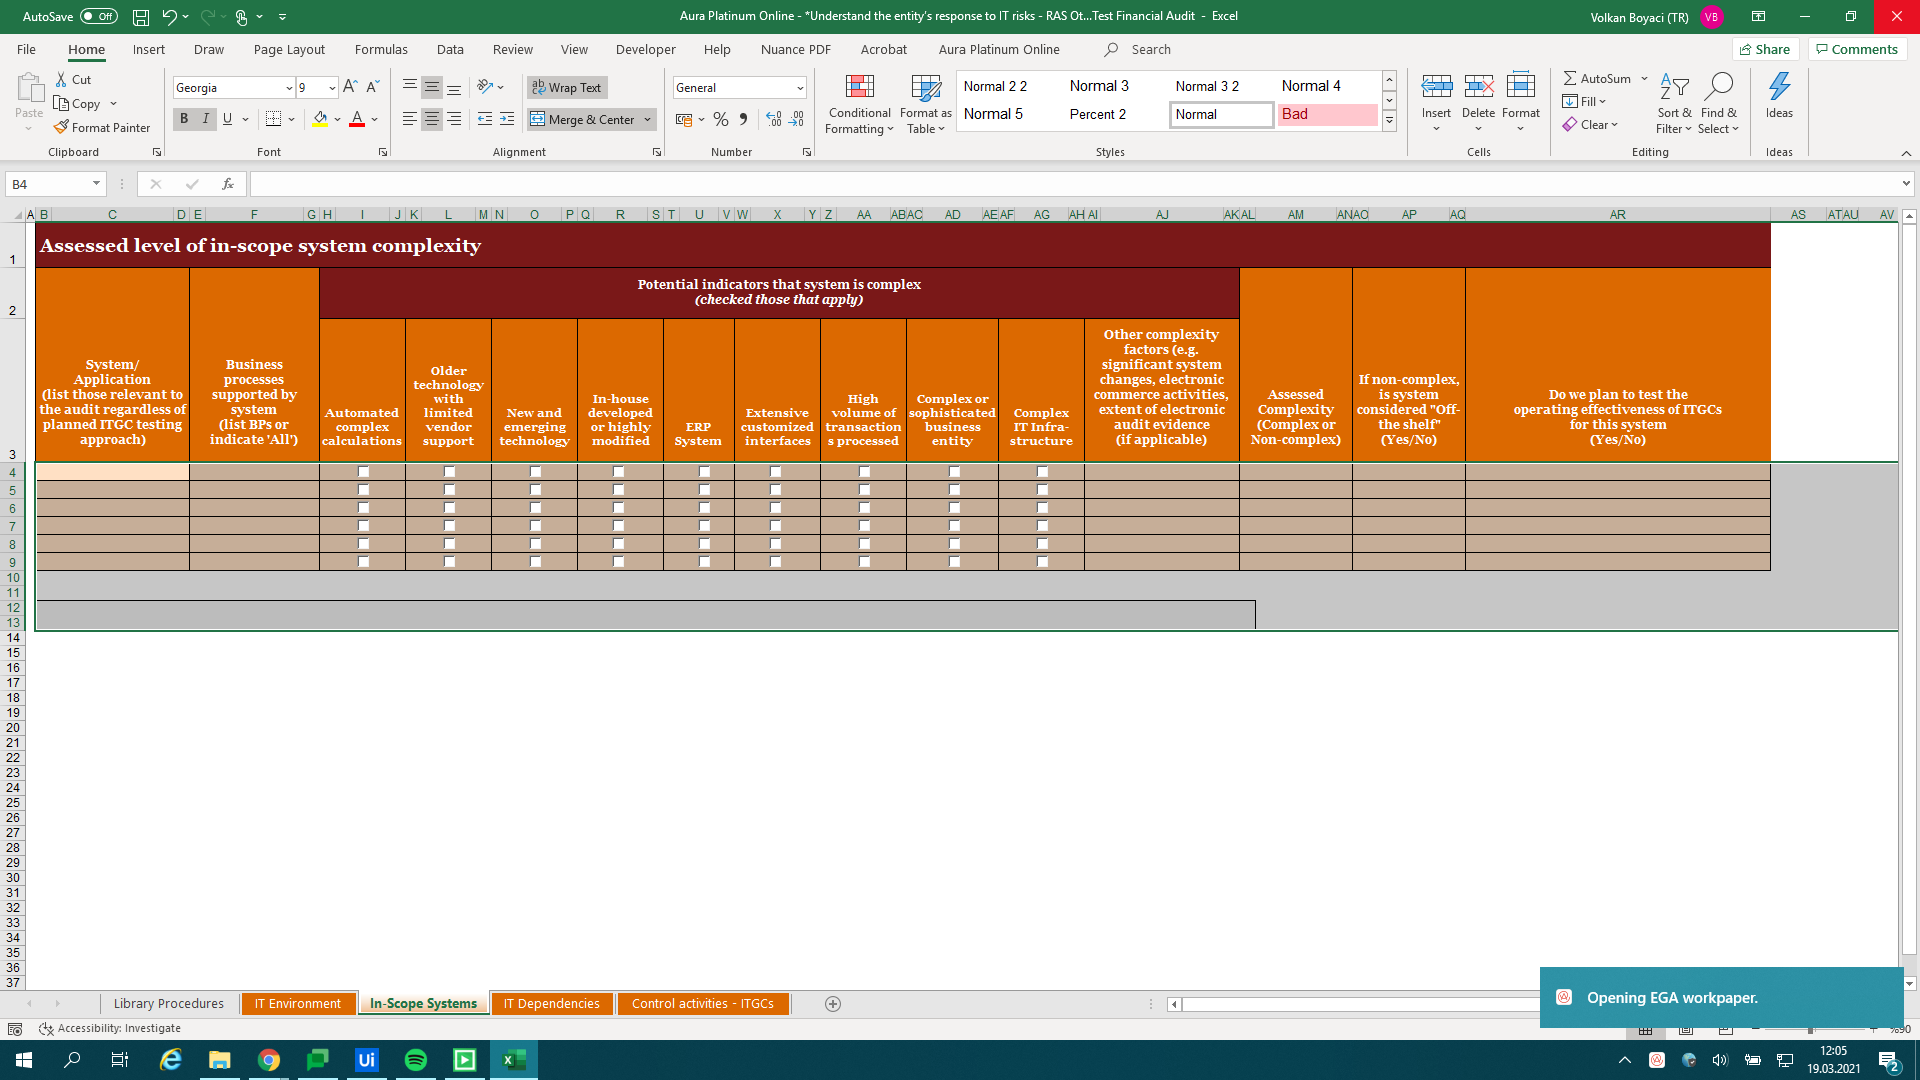 AutoSave Off
Aura Platinum Online - *Understand the entity's response to IT risks - RAS Ot...Test Financial Audit - Excel
Volkan Boyaci (TR) VB
File Home Insert Draw Page Layout Formulas Data Review View Developer Help Nuance PDF Acrobat Aura Platinum Online Search
Share Comments
Paste
Cut
Copy
Format Painter
Clipboard
Georgia 9
B I U
Font
Wrap Text
Merge & Center
Alignment
General
Number
Conditional Formatting
Format as Table
Normal 2 2 Normal 3 Normal 3 2 Normal 4
Normal 5 Percent 2 Normal Bad
Styles
Insert Delete Format
Cells
AutoSum
Fill
Clear
Sort & Filter
Find & Select
Editing
Ideas
Ideas
B4
fx
A B C D E F G H I J K L M N O P Q R S T U V W X Y Z AA AB AC AD AE AF AG AH AI AJ AK AL AM AN AO AP AQ AR AS AT AU AV
Assessed level of in-scope system complexity
Potential indicators that system is complex
(checked those that apply)
System/
Application
(list those relevant to
the audit regardless of
planned ITGC testing
approach)
Business
processes
supported by
system
(list BPs or
indicate 'All')
Automated
complex
calculations
Older
technology
with
limited
vendor
support
New and
emerging
technology
In-house
developed
or highly
modified
ERP
System
Extensive
customized
interfaces
High
volume of
transaction
s processed
Complex or
sophisticated
business
entity
Complex
IT Infra-
structure
Other complexity
factors (e.g.
significant system
changes, electronic
commerce activities,
extent of electronic
audit evidence
(if applicable)
Assessed
Complexity
(Complex or
Non-complex)
If non-complex,
is system
considered "Off-
the shelf"
(Yes/No)
Do we plan to test the
operating effectiveness of ITGCs
for this system
(Yes/No)
1
2
3
4
5
6
7
8
9
10
11
12
13
14
15
16
17
18
19
20
21
22
23
24
25
26
27
28
29
30
31
32
33
34
35
36
37
Library Procedures IT Environment In-Scope Systems IT Dependencies Control activities - ITGCs
Opening EGA workpaper.
Accessibility: Investigate
%90
Ui
12:05
19.03.2021
2